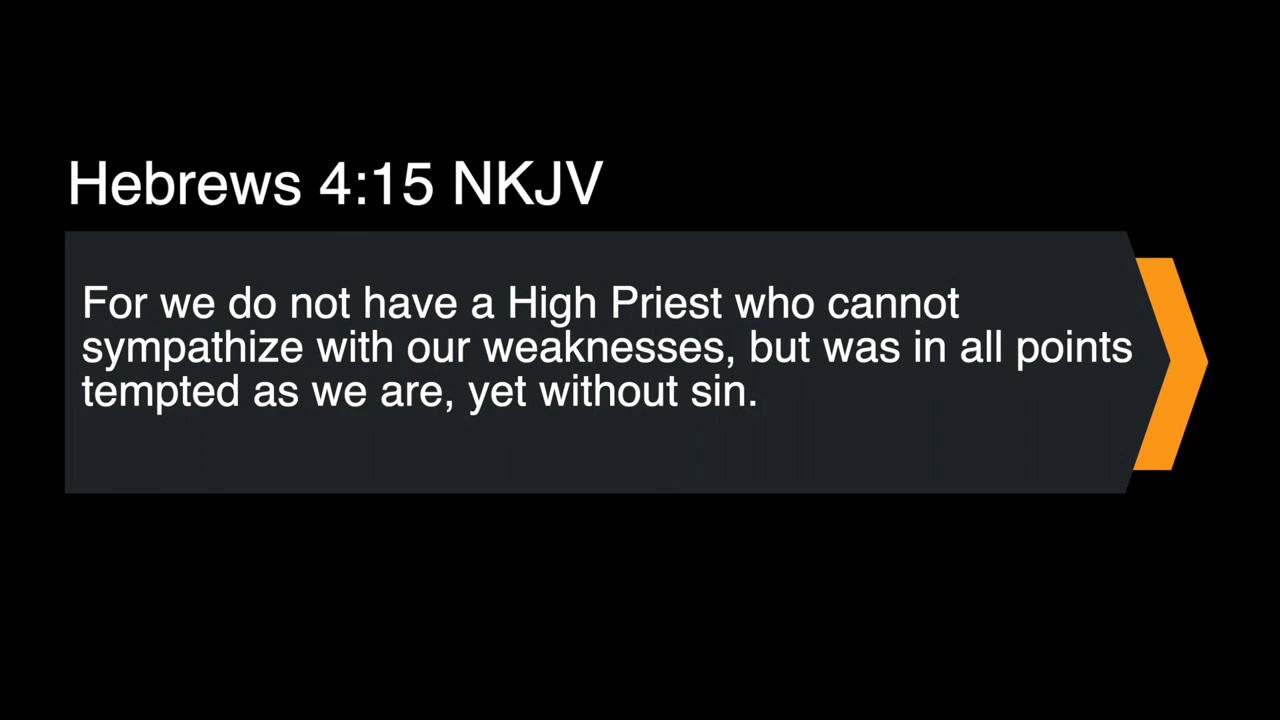 Hebrews 4:15 NKJV
For we do not have a High Priest who cannot
sympathize with our weaknesses, but was in all points
tempted as we are, yet without sin.